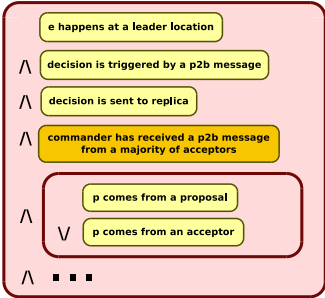 e happens at a leader location
/\ decision is triggered by a p2b message
/\ decision is sent to replica
/\ commander has received a p2b message
from a majority of acceptors
p comes from a proposal
/\
\/ p comes from an acceptor
/\ ...